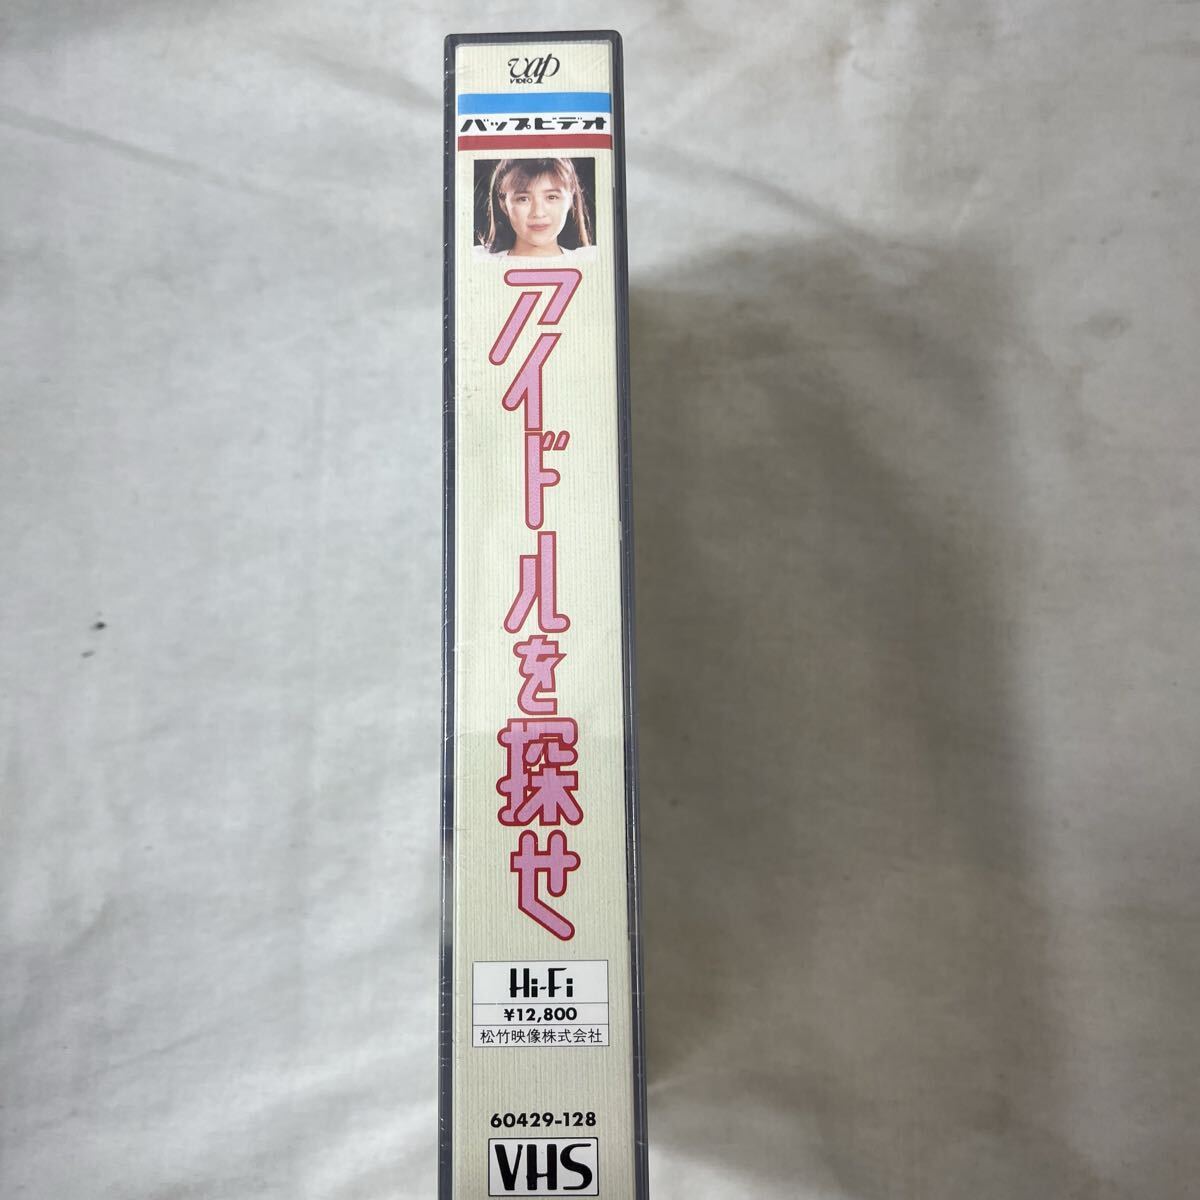 vap
VIDEO
バップビデオ
アイドルを探せ
Hi-Fi
¥12,800
松竹映像株式会社
60429-128
VHS